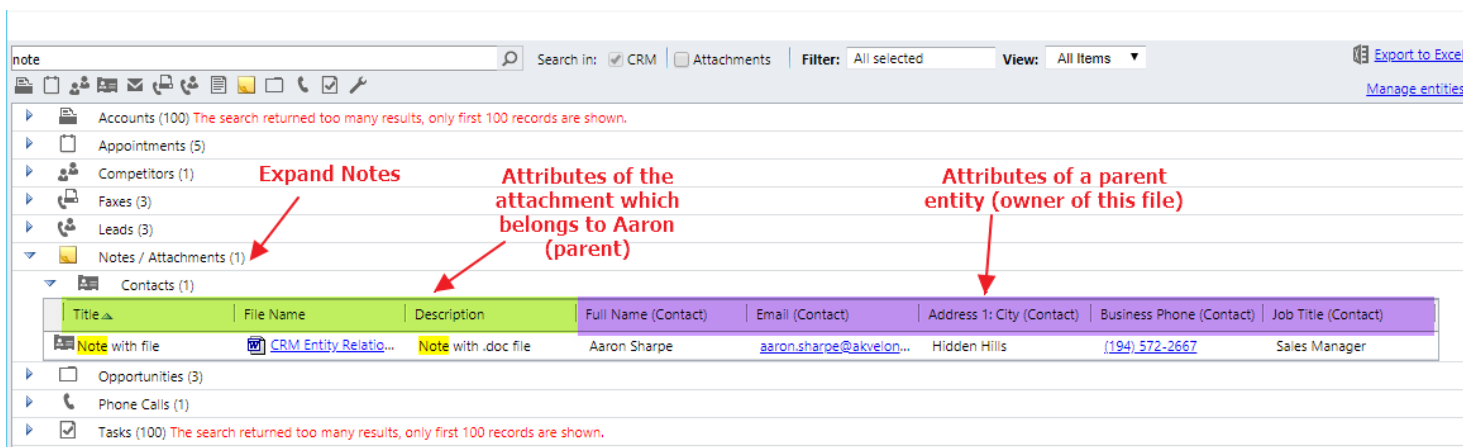 note Search in: CRM Attachments Filter: All selected View: All Items Export to Excel
Manage entities
Accounts (100) The search returned too many results, only first 100 records are shown.
Appointments (5)
Competitors (1)
Faxes (3)
Leads (3)
Expand Notes
Attributes of the
attachment which
belongs to Aaron
(parent)
Attributes of a parent
entity (owner of this file)
Notes / Attachments (1)
Contacts (1)
Title File Name Description Full Name (Contact) Email (Contact) Address 1: City (Contact) Business Phone (Contact) Job Title (Contact)
Note with file CRM Entity Relatio... Note with .doc file Aaron Sharpe aaron.sharpe@akvelon... Hidden Hills (194) 572-2667 Sales Manager
Opportunities (3)
Phone Calls (1)
Tasks (100) The search returned too many results, only first 100 records are shown.